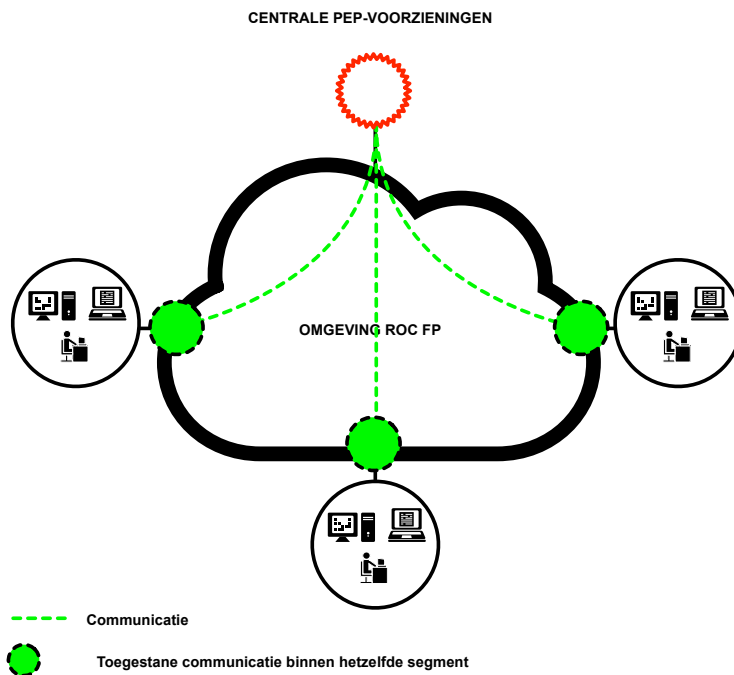 CENTRALE PEP-VOORZIENINGEN
OMGEVING ROC FP
Communicatie
Toegestane communicatie binnen hetzelfde segment